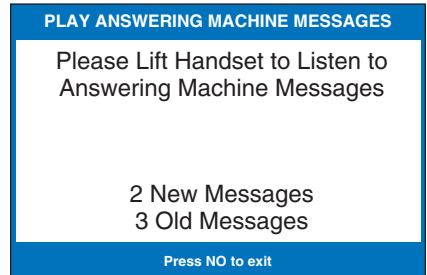 PLAY ANSWERING MACHINE MESSAGES
Please Lift Handset to Listen to
Answering Machine Messages
2 New Messages
3 Old Messages
Press NO to exit